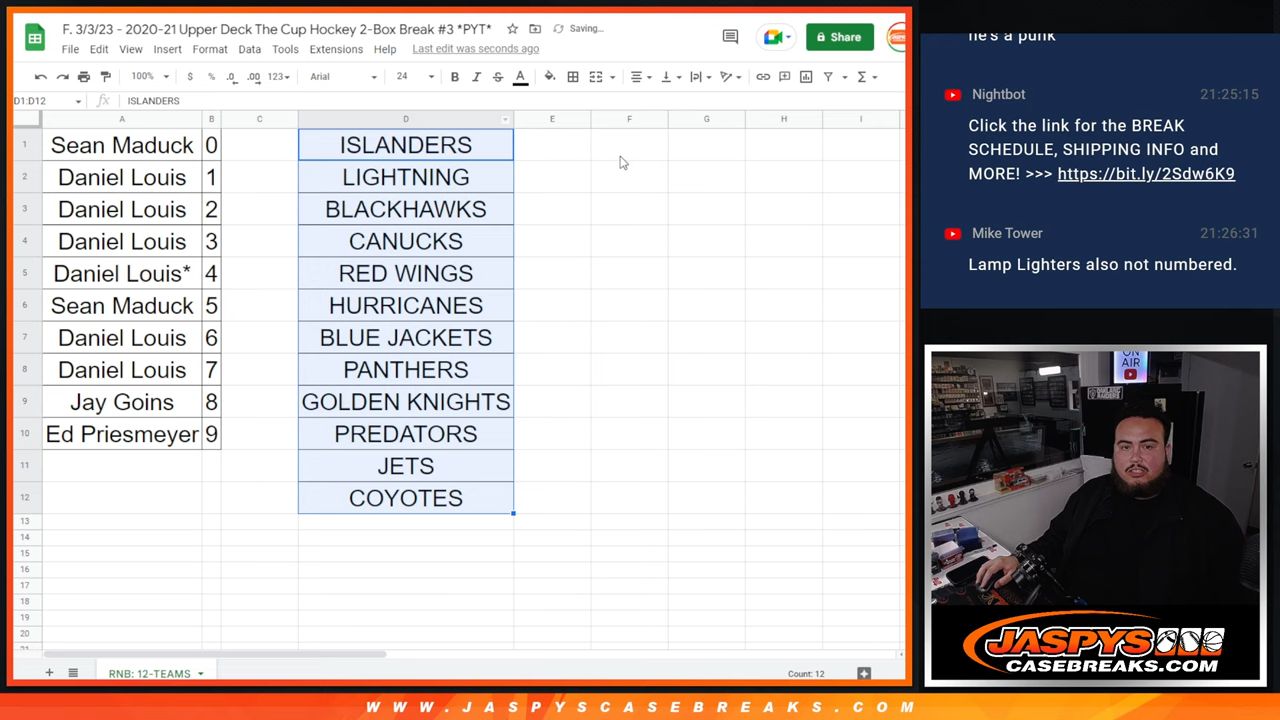 F. 3/3/23 - 2020-21 Upper Deck The Cup Hockey 2-Box Break #3 *PYT*
Saving...
Share
File Edit View Insert Format Data Tools Extensions Help Last edit was seconds ago
100% $ % .0 .00 123 Arial 24 B I S A
D1:D12 fx ISLANDERS
A B C D E F G H I
1 Sean Maduck 0 ISLANDERS
2 Daniel Louis 1 LIGHTNING
3 Daniel Louis 2 BLACKHAWKS
4 Daniel Louis 3 CANUCKS
5 Daniel Louis* 4 RED WINGS
6 Sean Maduck 5 HURRICANES
7 Daniel Louis 6 BLUE JACKETS
8 Daniel Louis 7 PANTHERS
9 Jay Goins 8 GOLDEN KNIGHTS
10 Ed Priesmeyer 9 PREDATORS
11 JETS
12 COYOTES
13
14
15
16
17
18
19
20
RNB: 12-TEAMS
Count: 12
he's a punk
Nightbot 21:25:15
Click the link for the BREAK
SCHEDULE, SHIPPING INFO and
MORE! >>> https://bit.ly/2Sdw6K9
Mike Tower 21:26:31
Lamp Lighters also not numbered.
ON
AIR
JASPYS
CASEBREAKS.COM
WWW.JASPYSCASEBREAKS.COM